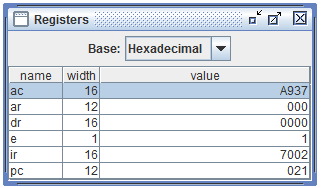 Registers
Base: Hexadecimal
name width value
ac 16 A937
ar 12 000
dr 16 0000
e 1 1
ir 16 7002
pc 12 021